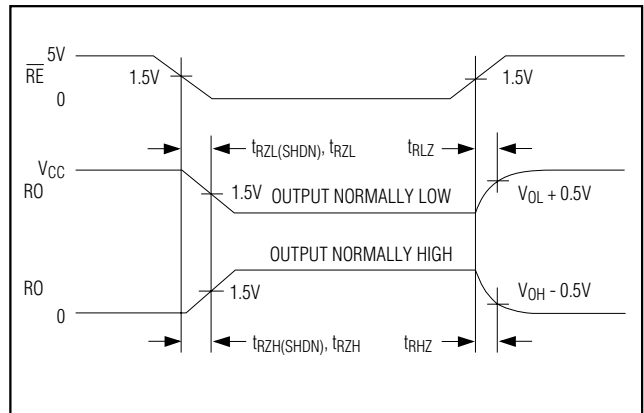 5V
R̅E̅
1.5V
1.5V
0
tRZL(SHDN), tRZL
tRLZ
VCC
RO
1.5V
OUTPUT NORMALLY LOW
VOL + 0.5V
OUTPUT NORMALLY HIGH
RO
1.5V
VOH - 0.5V
0
tRZH(SHDN), tRZH
tRHZ